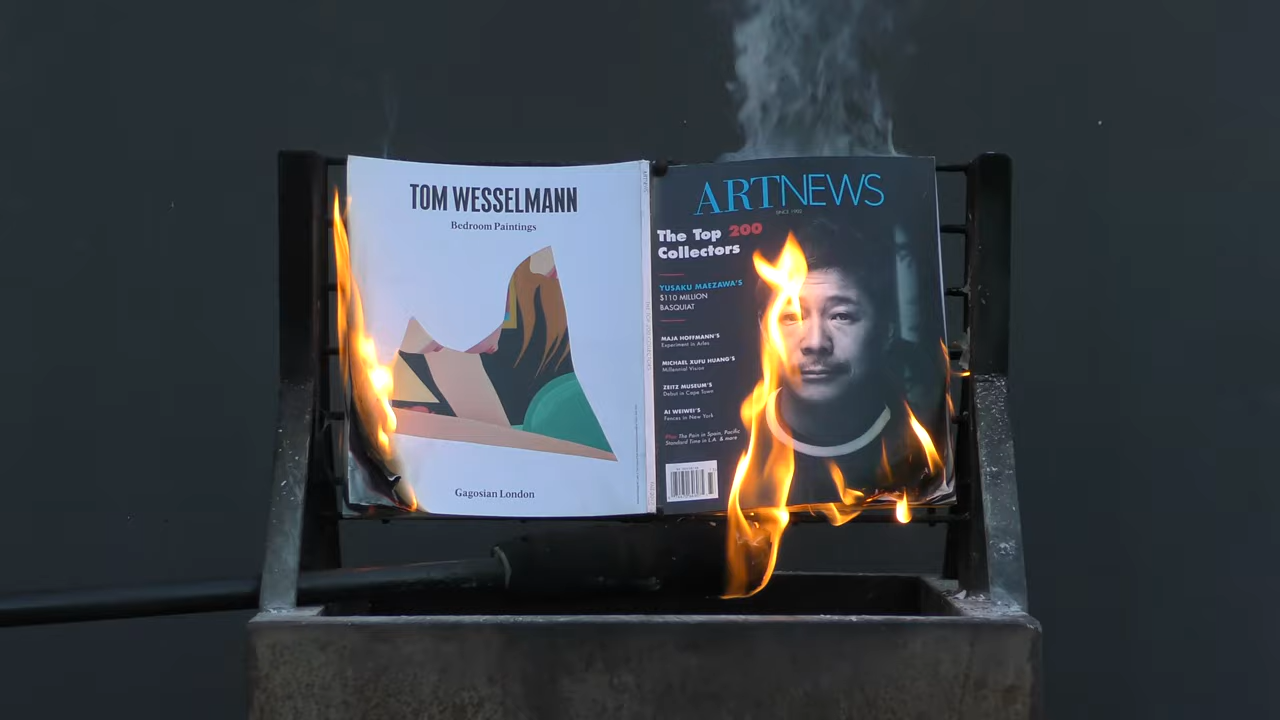 TOM WESSELMANN
Bedroom Paintings
Gagosian London
ARTNEWS
SINCE 1902
The Top 200
Collectors
YUSAKU MAEZAWA'S
$110 MILLION
BASQUIAT
MAJA HOFFMANN'S
Experiment in Arles
MICHAEL XUFU HUANG'S
Millennial Vision
ZEITZ MUSEUM'S
Debut in Cape Town
AI WEIWEI'S
Fences in New York
Plus The Pain in Spain, Pacific
Standard Time in L.A. & more